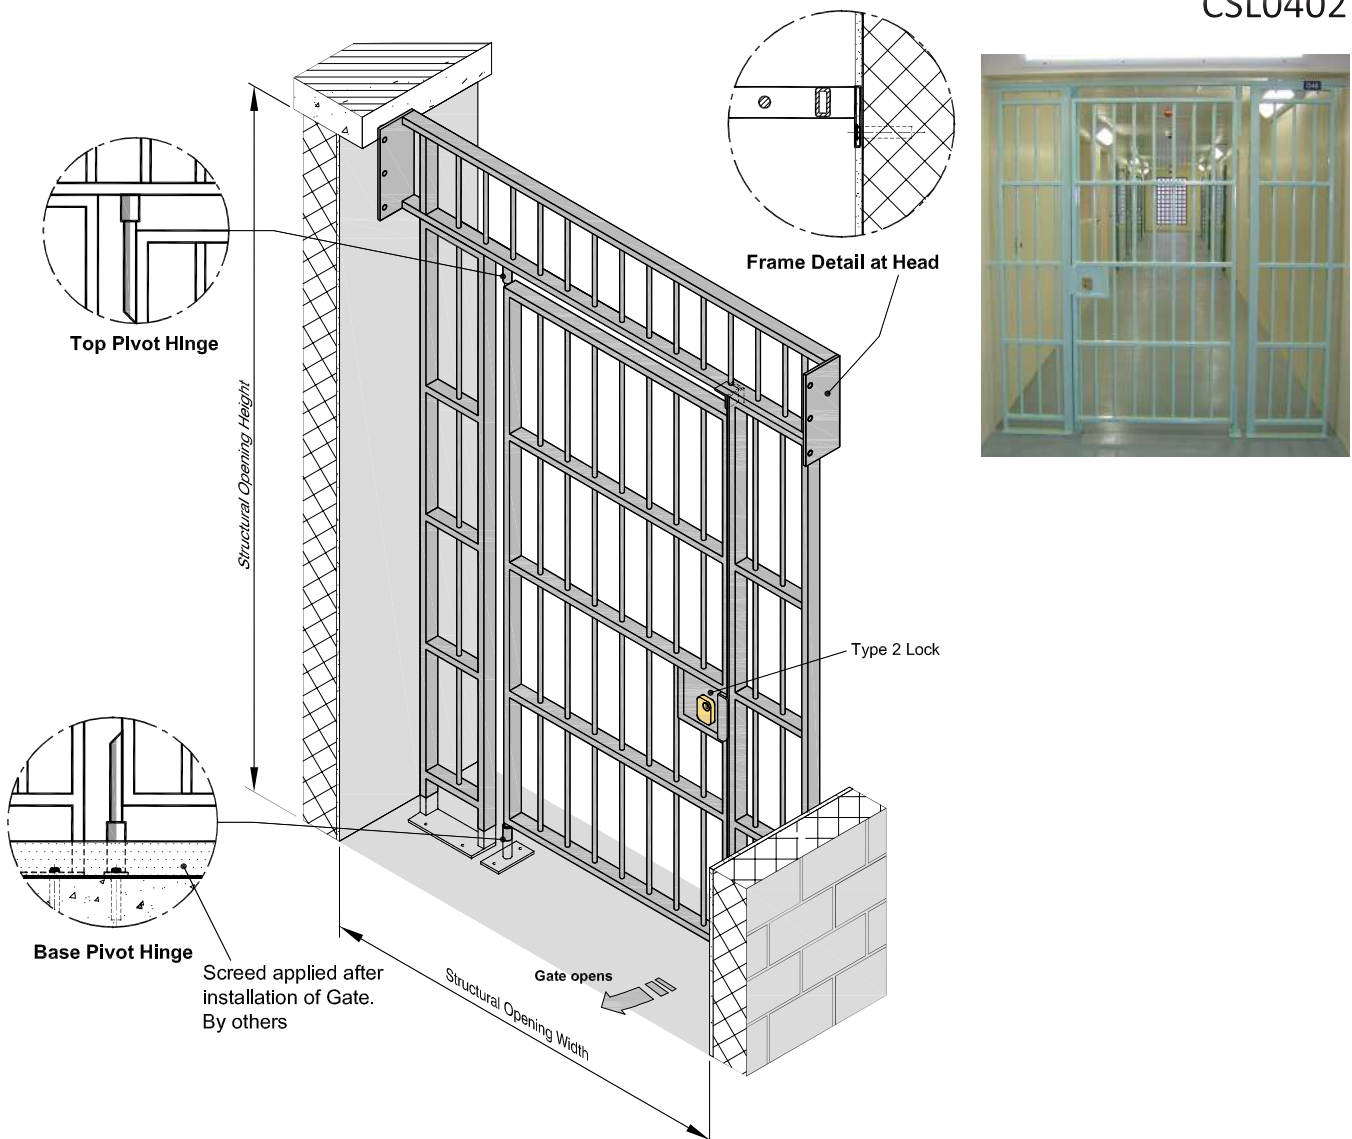 CSL0402
Frame Detail at Head
Top Pivot Hinge
Structural Opening Height
Type 2 Lock
Base Pivot Hinge
Screed applied after
installation of Gate.
By others
Gate opens
Structural Opening Width